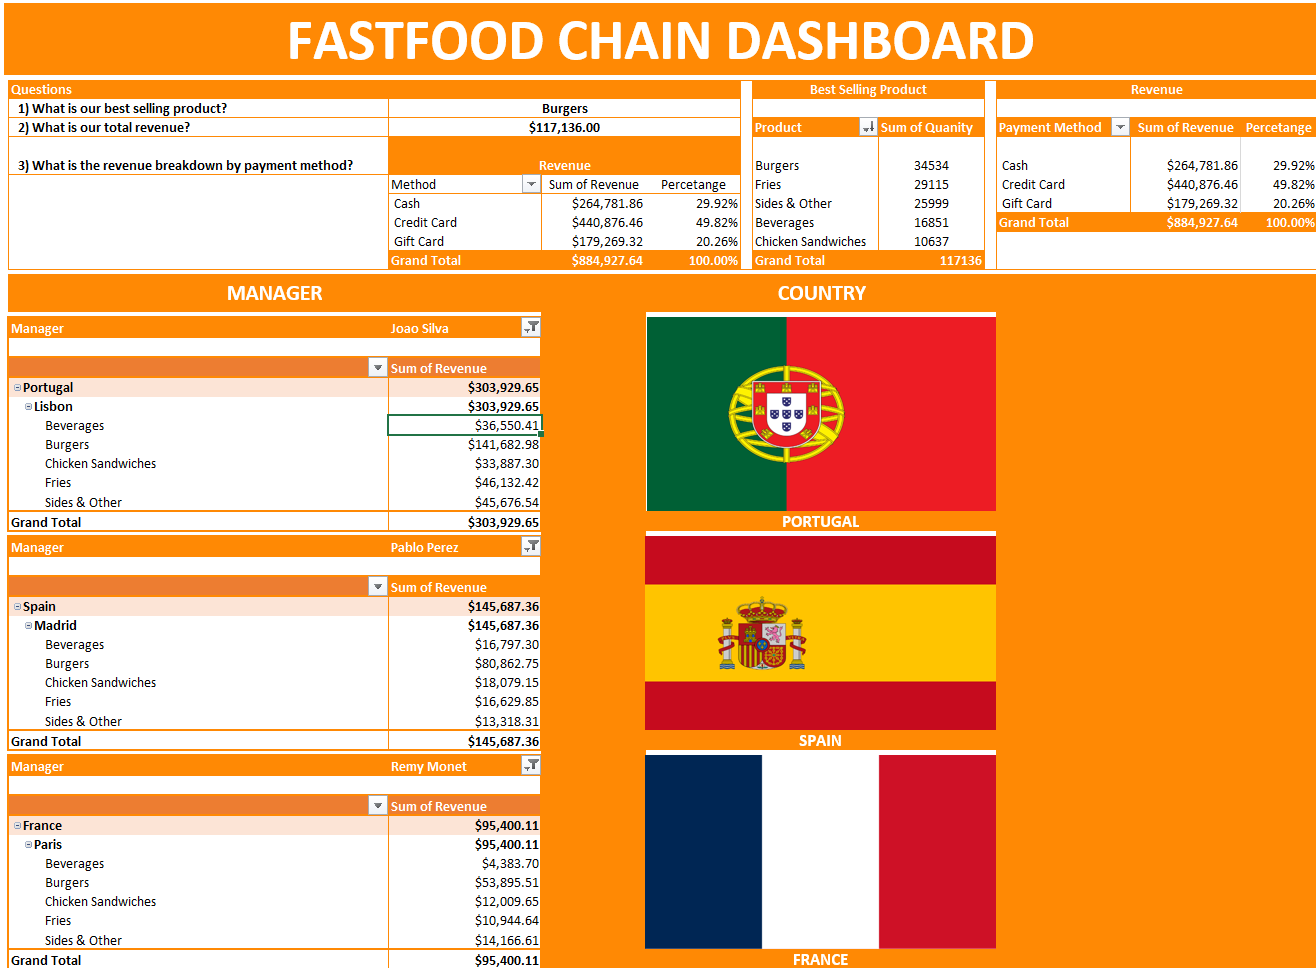 FASTFOOD CHAIN DASHBOARD
Questions
1) What is our best selling product? Burgers
2) What is our total revenue? $117,136.00
3) What is the revenue breakdown by payment method? Revenue
Method Sum of Revenue Percetange
Cash $264,781.86 29.92%
Credit Card $440,876.46 49.82%
Gift Card $179,269.32 20.26%
Grand Total $884,927.64 100.00%
Best Selling Product
Product Sum of Quanity
Burgers 34534
Fries 29115
Sides & Other 25999
Beverages 16851
Chicken Sandwiches 10637
Grand Total 117136
Revenue
Payment Method Sum of Revenue Percetange
Cash $264,781.86 29.92%
Credit Card $440,876.46 49.82%
Gift Card $179,269.32 20.26%
Grand Total $884,927.64 100.00%
MANAGER
Manager Joao Silva
Sum of Revenue
Portugal $303,929.65
Lisbon $303,929.65
Beverages $36,550.41
Burgers $141,682.98
Chicken Sandwiches $33,887.30
Fries $46,132.42
Sides & Other $45,676.54
Grand Total $303,929.65
Manager Pablo Perez
Sum of Revenue
Spain $145,687.36
Madrid $145,687.36
Beverages $16,797.30
Burgers $80,862.75
Chicken Sandwiches $18,079.15
Fries $16,629.85
Sides & Other $13,318.31
Grand Total $145,687.36
Manager Remy Monet
Sum of Revenue
France $95,400.11
Paris $95,400.11
Beverages $4,383.70
Burgers $53,895.51
Chicken Sandwiches $12,009.65
Fries $10,944.64
Sides & Other $14,166.61
Grand Total $95,400.11
COUNTRY
PORTUGAL
SPAIN
FRANCE